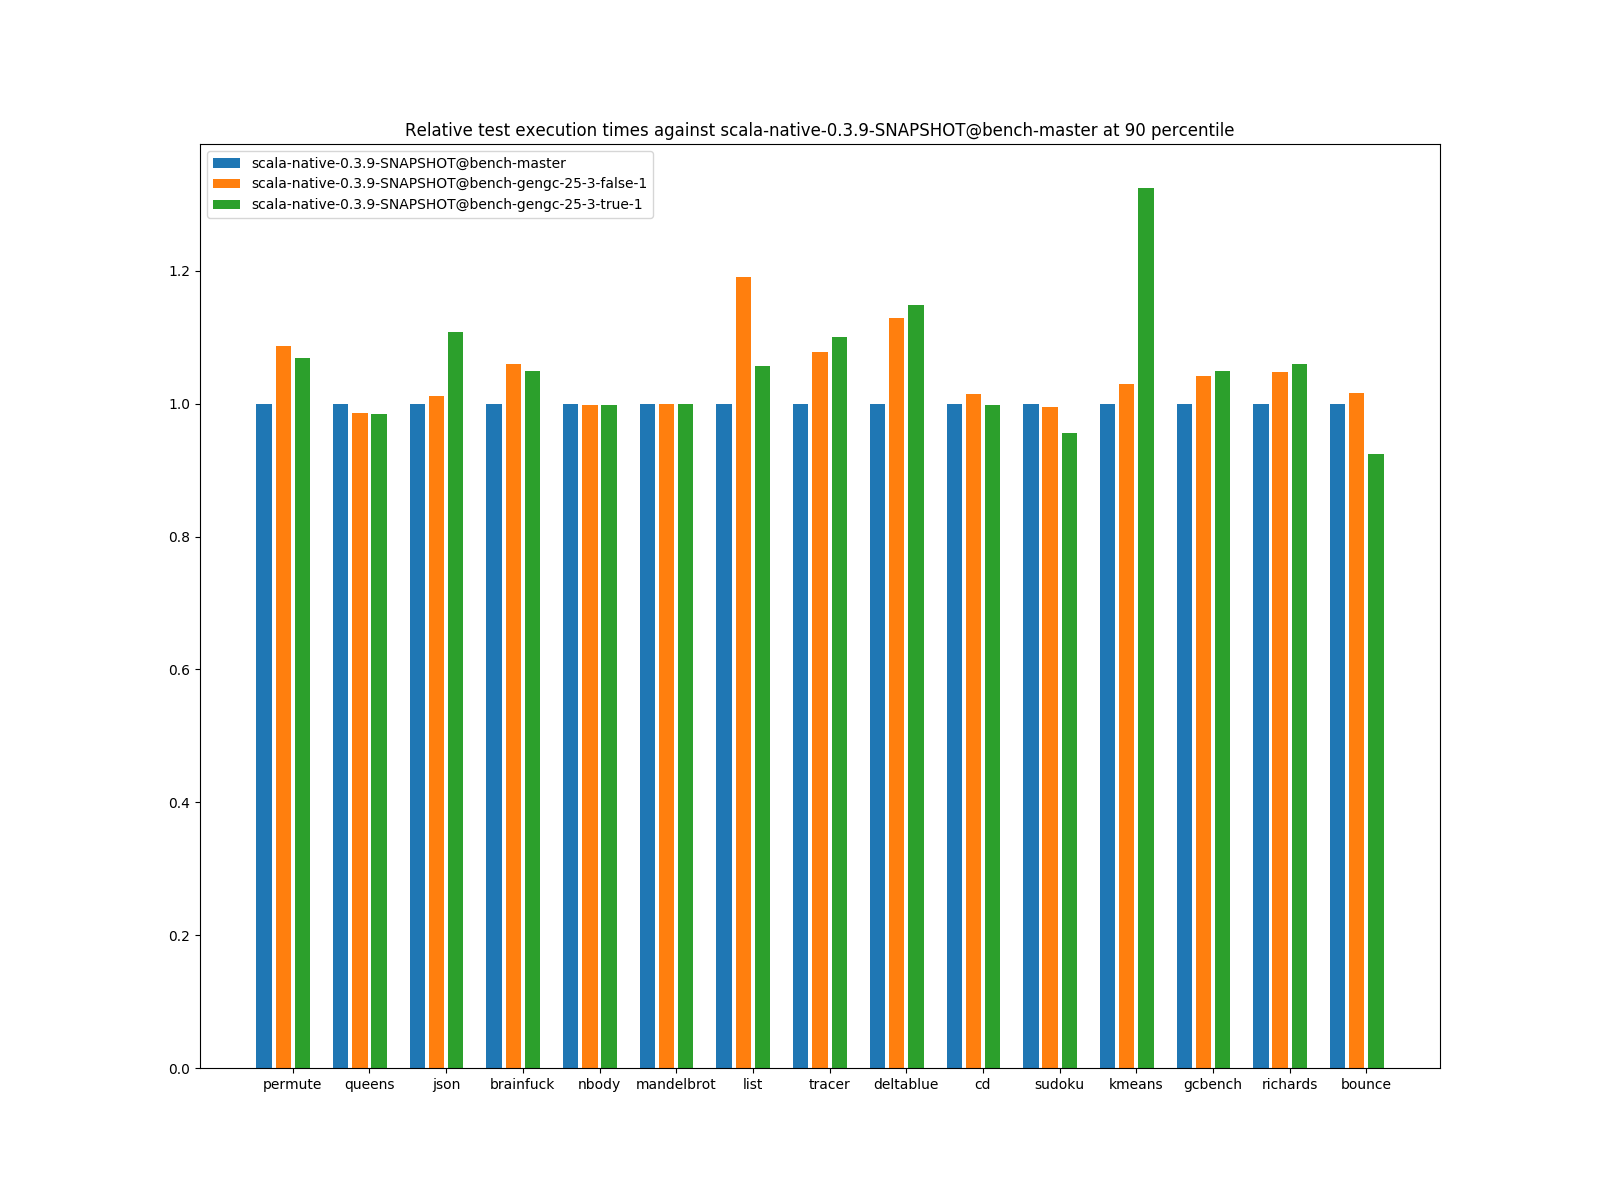 Relative test execution times against scala-native-0.3.9-SNAPSHOT@bench-master at 90 percentile
scala-native-0.3.9-SNAPSHOT@bench-master
scala-native-0.3.9-SNAPSHOT@bench-gengc-25-3-false-1
scala-native-0.3.9-SNAPSHOT@bench-gengc-25-3-true-1
1.2
1.0
0.8
0.6
0.4
0.2
0.0
permute queens json brainfuck nbody mandelbrot list tracer deltablue cd sudoku kmeans gcbench richards bounce